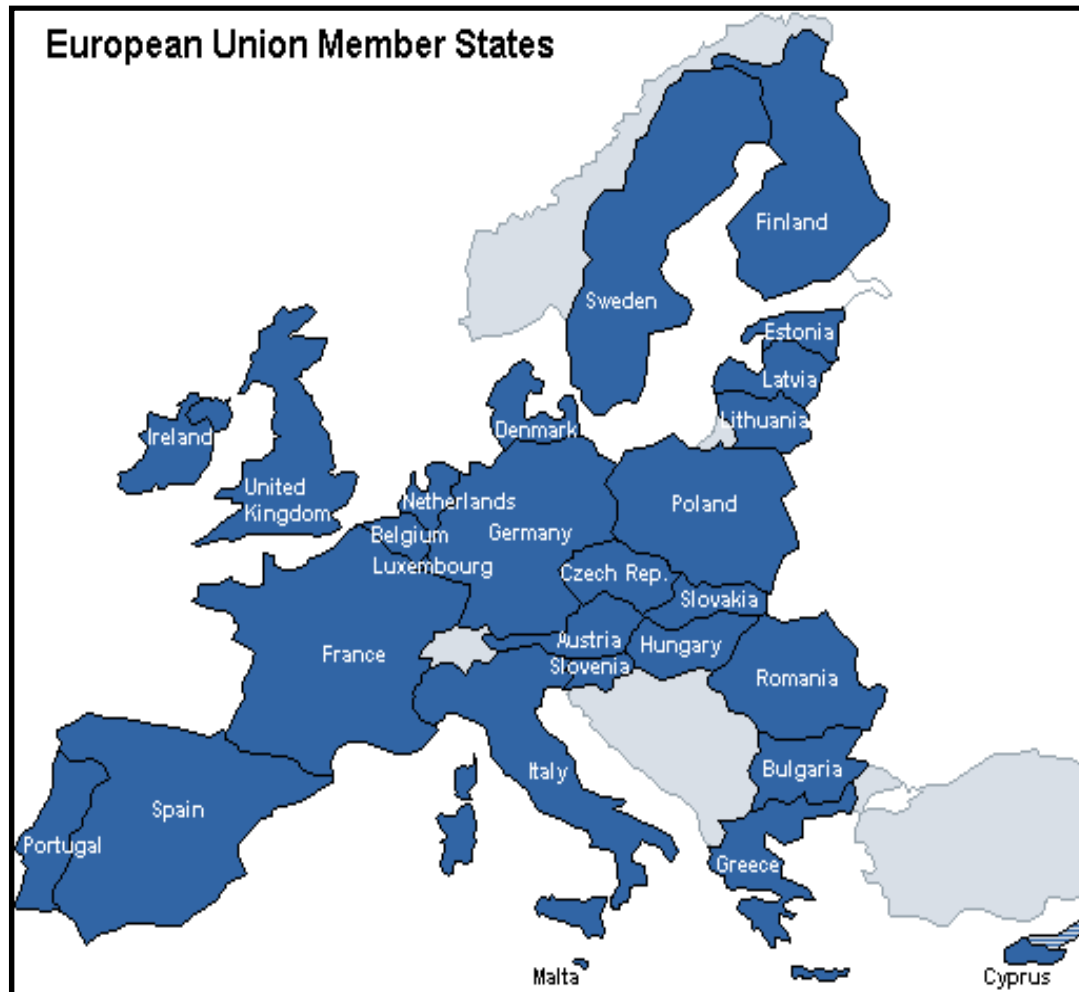 European Union Member States
Finland
Sweden
Estonia
Latvia
Lithuania
Denmark
Ireland
United
Kingdom
Netherlands
Poland
Belgium
Germany
Luxembourg
Czech Rep.
Slovakia
Austria
Hungary
France
Slovenia
Romania
Italy
Bulgaria
Spain
Portugal
Greece
Malta
Cyprus